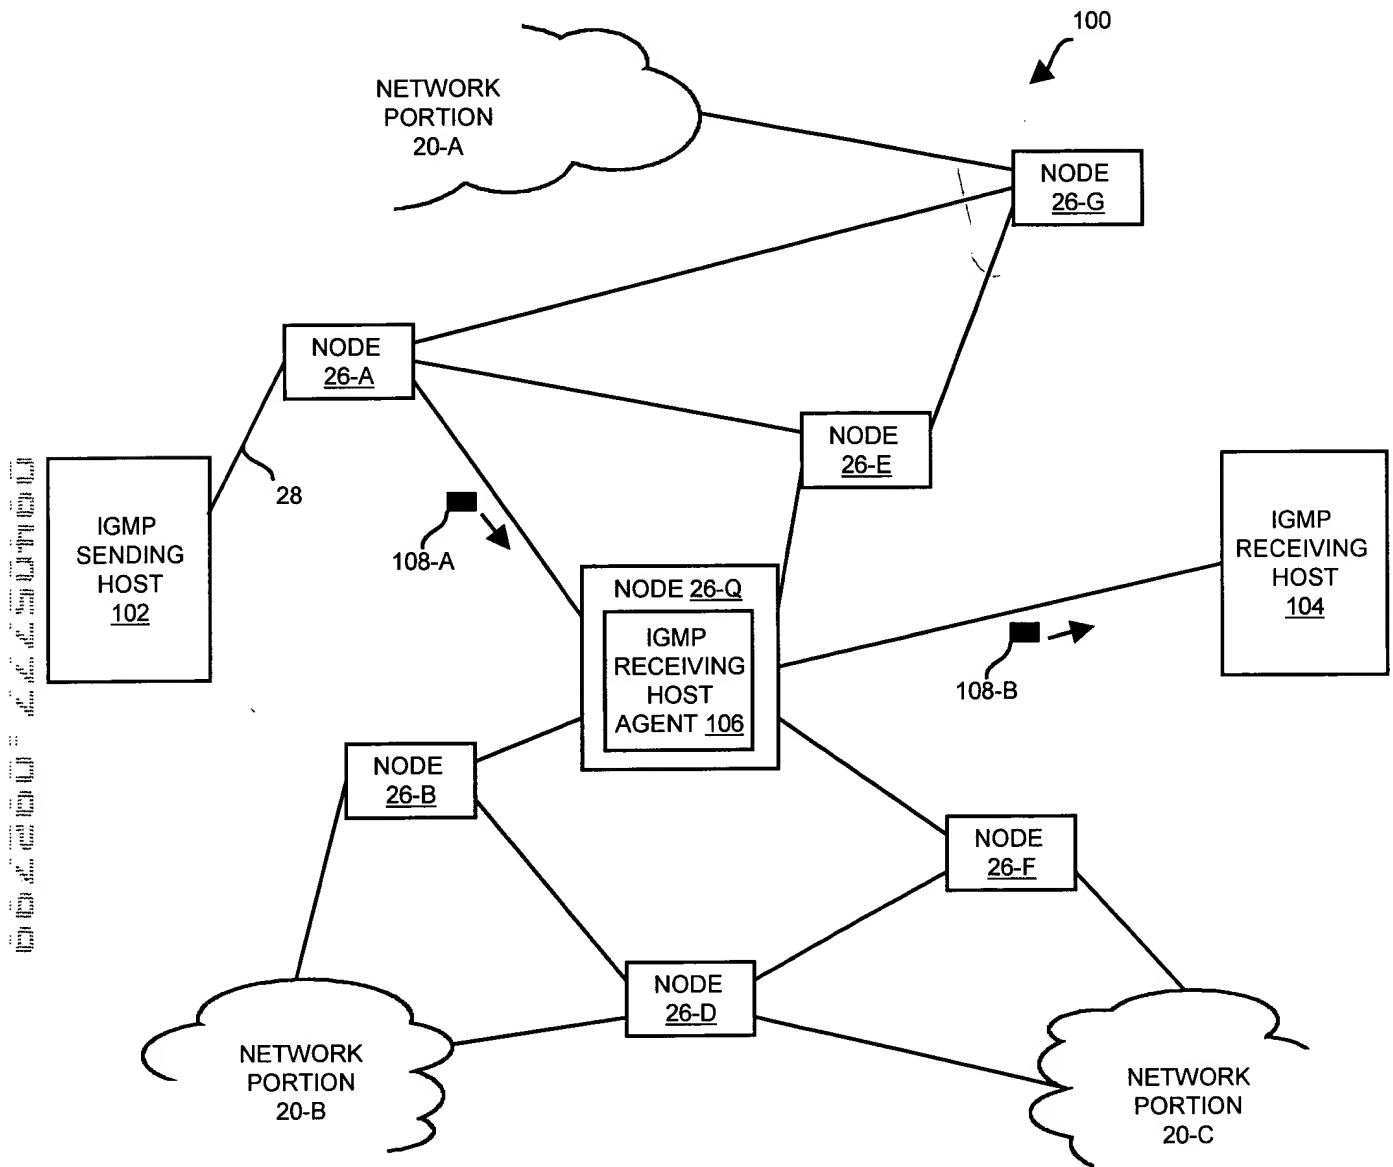 100
NETWORK
PORTION
20-A
NODE
26-G
NODE
26-A
NODE
26-E
28
IGMP
SENDING
HOST
102
108-A
IGMP
RECEIVING
HOST
104
NODE 26-Q
IGMP
RECEIVING
HOST
AGENT 106
108-B
NODE
26-B
NODE
26-F
NODE
26-D
NETWORK
PORTION
20-B
NETWORK
PORTION
20-C